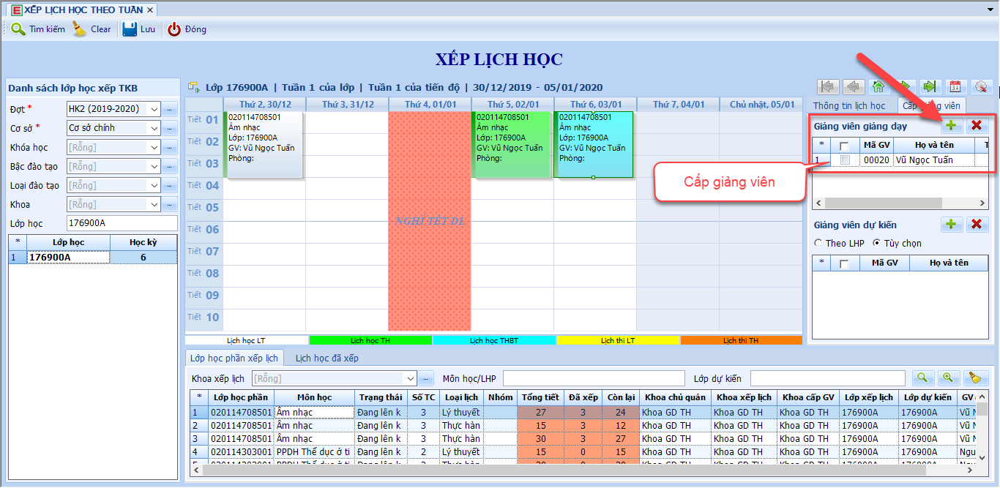 XẾP LỊCH HỌC THEO TUẦN
Tìm kiếm Clear Lưu Đóng
XẾP LỊCH HỌC
Danh sách lớp học xếp TKB
Đợt * HK2 (2019-2020)
Cơ sở * Cơ sở chính
Khóa học [Rỗng]
Bậc đào tạo [Rỗng]
Loại đào tạo [Rỗng]
Khoa [Rỗng]
Lớp học 176900A
* Lớp học Học kỳ
1 176900A 6
Lớp 176900A | Tuần 1 của lớp | Tuần 1 của tiến độ | 30/12/2019 - 05/01/2020
Thứ 2, 30/12 Thứ 3, 31/12 Thứ 4, 01/01 Thứ 5, 02/01 Thứ 6, 03/01 Thứ 7, 04/01 Chủ nhật, 05/01
Tiết 01
Tiết 02
Tiết 03
Tiết 04
Tiết 05
Tiết 06
Tiết 07
Tiết 08
Tiết 09
Tiết 10
020114708501
Âm nhạc
Lớp: 176900A
GV: Vũ Ngọc Tuấn
Phòng:
NGHỈ TẾT DL
020114708501
Âm nhạc
Lớp: 176900A
GV: Vũ Ngọc Tuấn
Phòng:
020114708501
Âm nhạc
Lớp: 176900A
GV: Vũ Ngọc Tuấn
Phòng:
Lịch học LT Lịch học TH Lịch học THBT Lịch thi LT Lịch thi TH
Thông tin lịch học Cấp giảng viên
Giảng viên giảng dạy
* Mã GV Họ và tên T
1 00020 Vũ Ngọc Tuấn
Cấp giảng viên
Giảng viên dự kiến
Theo LHP Tùy chọn
* Mã GV Họ và tên
Lớp học phần xếp lịch Lịch học đã xếp
Khoa xếp lịch [Rỗng] Môn học/LHP Lớp dự kiến
* Lớp học phần Môn học Trạng thái Số TC Loại lịch Nhóm Tổng tiết Đã xếp Còn lại Khoa chủ quản Khoa xếp lịch Khoa cấp GV Lớp xếp lịch Lớp dự kiến GV
1 020114708501 Âm nhạc Đang lên k 3 Lý thuyết 27 3 24 Khoa GD TH Khoa GD TH Khoa GD TH 176900A 176900A Vũ
2 020114708501 Âm nhạc Đang lên k 3 Thực hàn 15 3 12 Khoa GD TH Khoa GD TH Khoa GD TH 176900A 176900A Vũ
3 020114708501 Âm nhạc Đang lên k 3 Thực hàn 30 3 27 Khoa GD TH Khoa GD TH Khoa GD TH 176900A 176900A Vũ
4 020114303001 PPDH Thể dục ở ti Đang lên k 2 Lý thuyết 15 0 15 Khoa GD TH Khoa GD TH Khoa GD TH 176900A 176900A Ngu